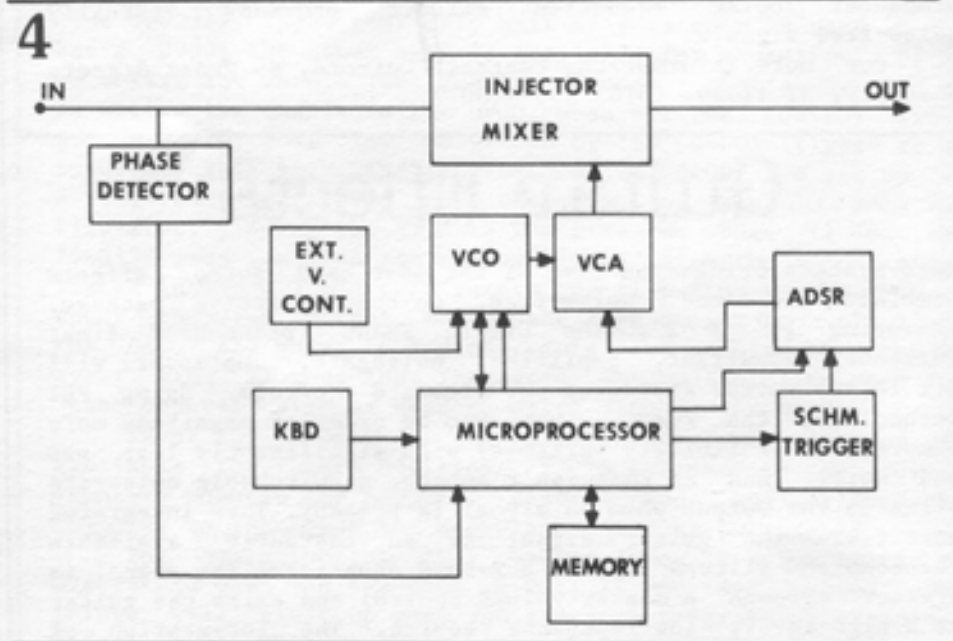 4
IN
INJECTOR
MIXER
OUT
PHASE
DETECTOR
EXT.
V.
CONT.
VCO
VCA
ADSR
KBD
MICROPROCESSOR
SCHM.
TRIGGER
MEMORY